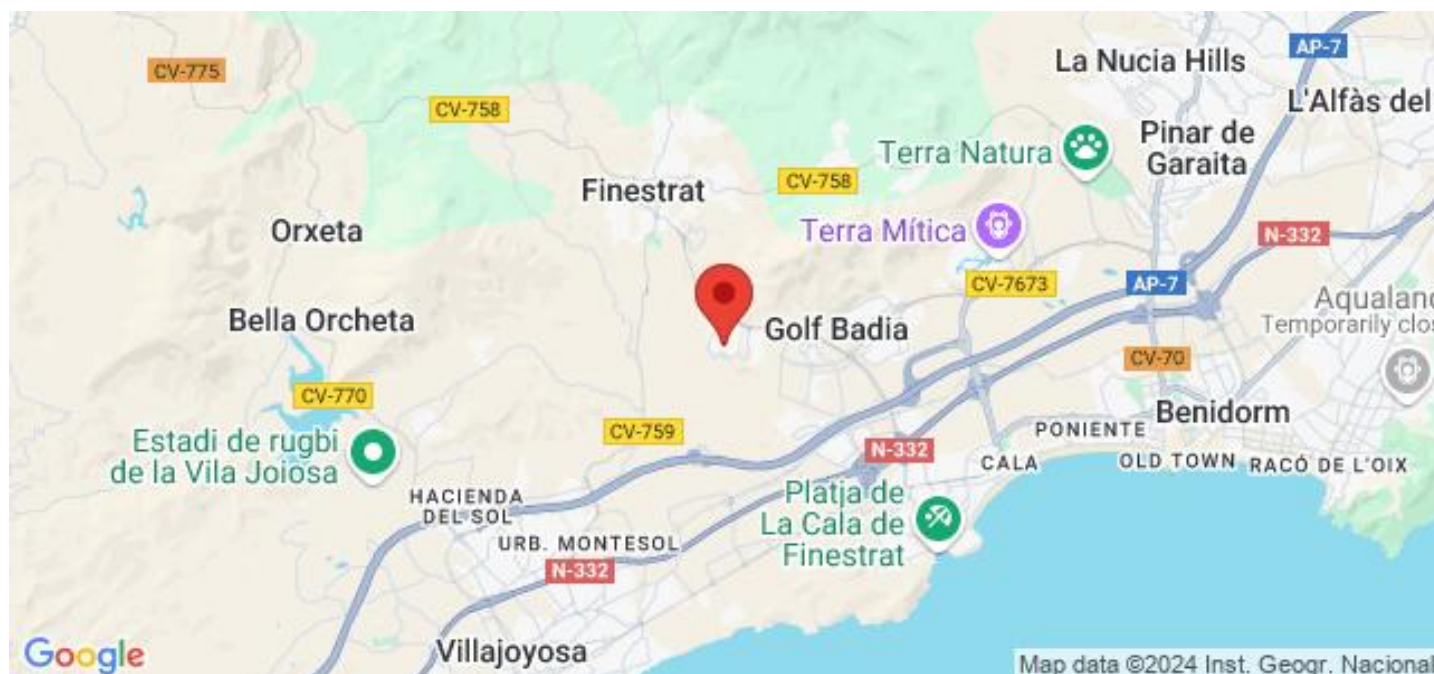 AP-7
La Nucia Hills
CV-775
CV-758
L'Alfàs del
Pinar de
Garaita
Terra Natura
CV-758
Finestrat
Orxeta
Terra Mítica
N-332
CV-7673
AP-7
Aqualand
Temporarily clos
Bella Orcheta
Golf Badia
CV-70
CV-770
Benidorm
Estadi de rugbi
de la Vila Joiosa
CV-759
PONIENTE
N-332
CALA
OLD TOWN
RACÓ DE L'OIX
HACIENDA
DEL SOL
Platja de
La Cala de
Finestrat
URB. MONTESOL
N-332
Villajoyosa
Google
Map data ©2024 Inst. Geogr. Nacional